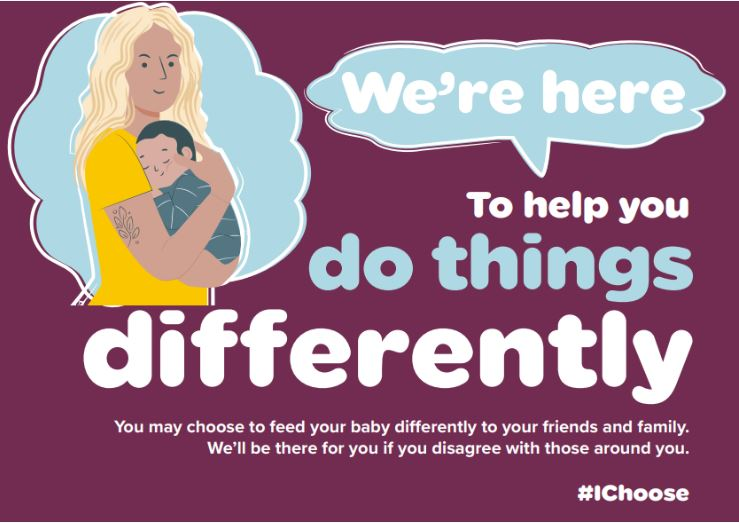 We're here
To help you
do things
differently
You may choose to feed your baby differently to your friends and family.
We'll be there for you if you disagree with those around you.
#IChoose